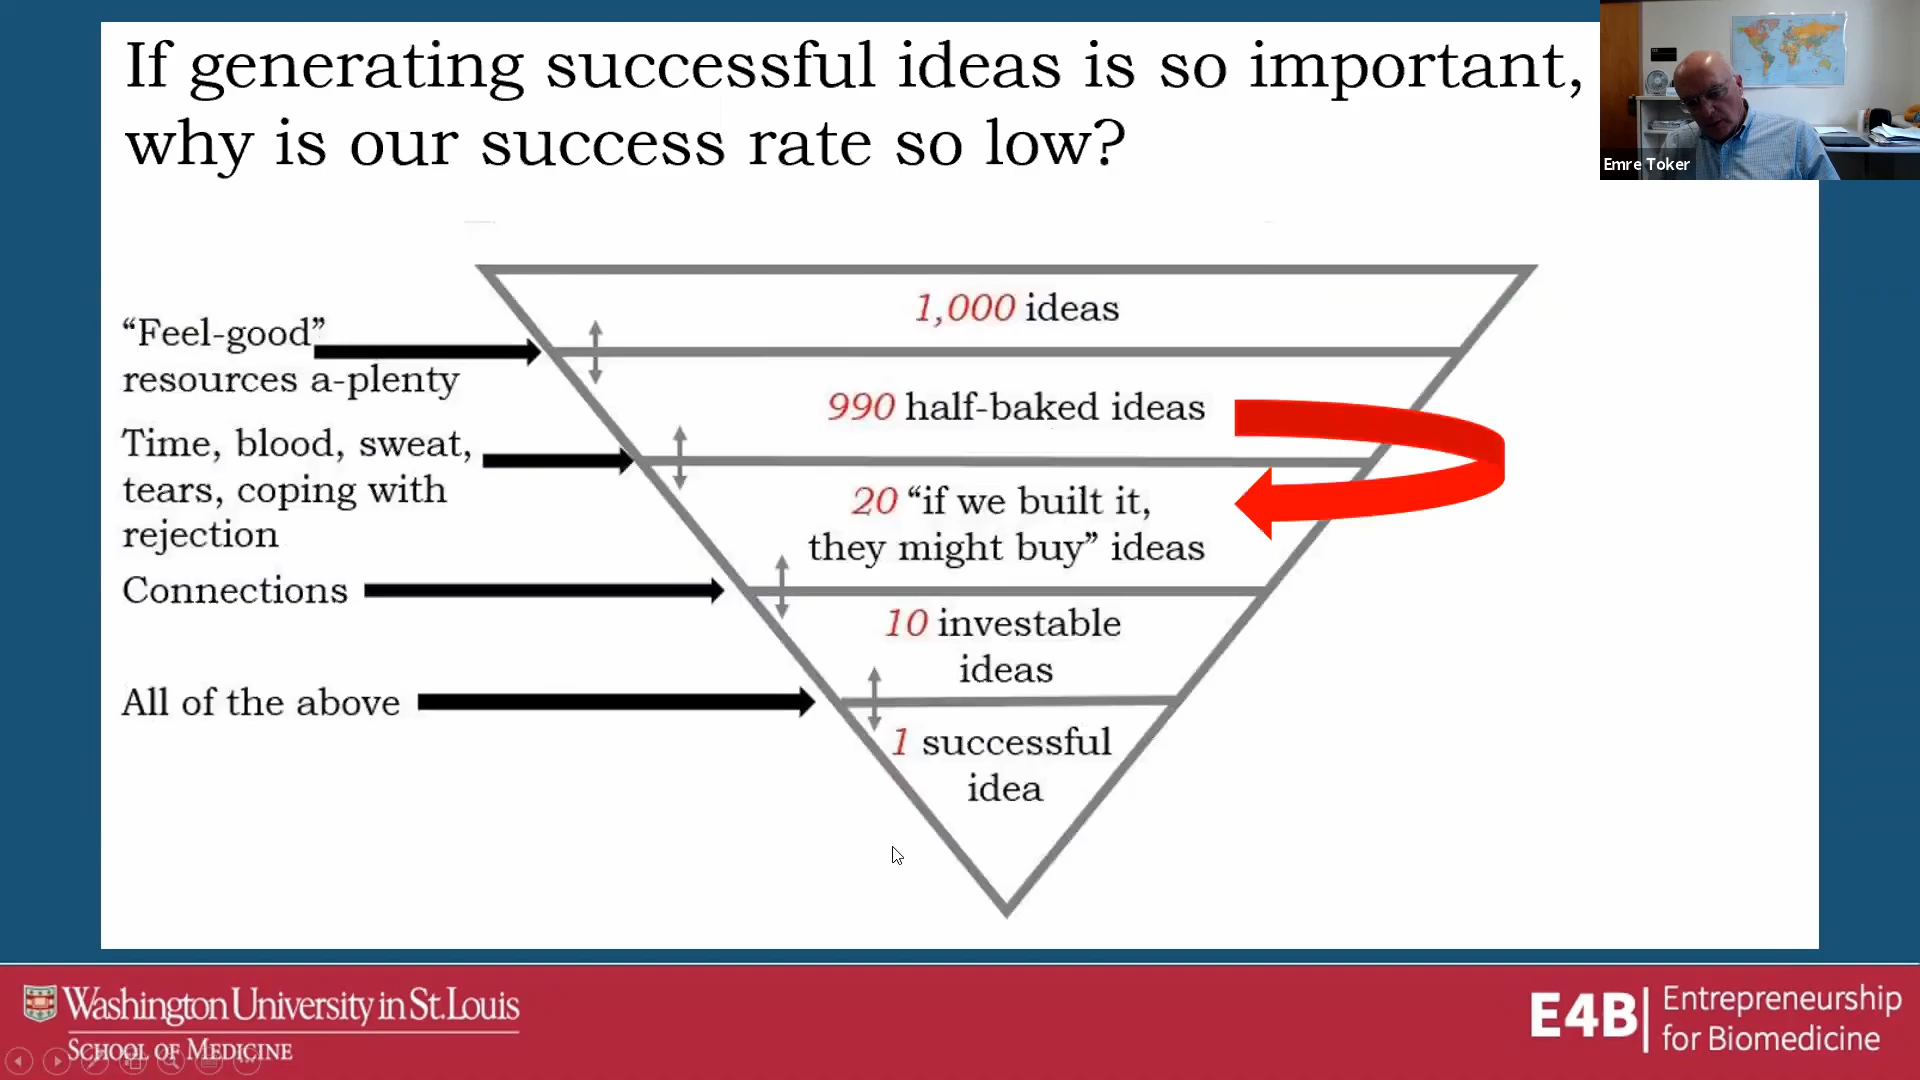 If generating successful ideas is so important,
why is our success rate so low?
Emre Toker
1,000 ideas
“Feel-good”
resources a-plenty
990 half-baked ideas
Time, blood, sweat,
tears, coping with
rejection
20 “if we built it,
they might buy” ideas
Connections
10 investable
ideas
All of the above
1 successful
idea
Washington University in St. Louis
SCHOOL OF MEDICINE
E4B
Entrepreneurship
for Biomedicine